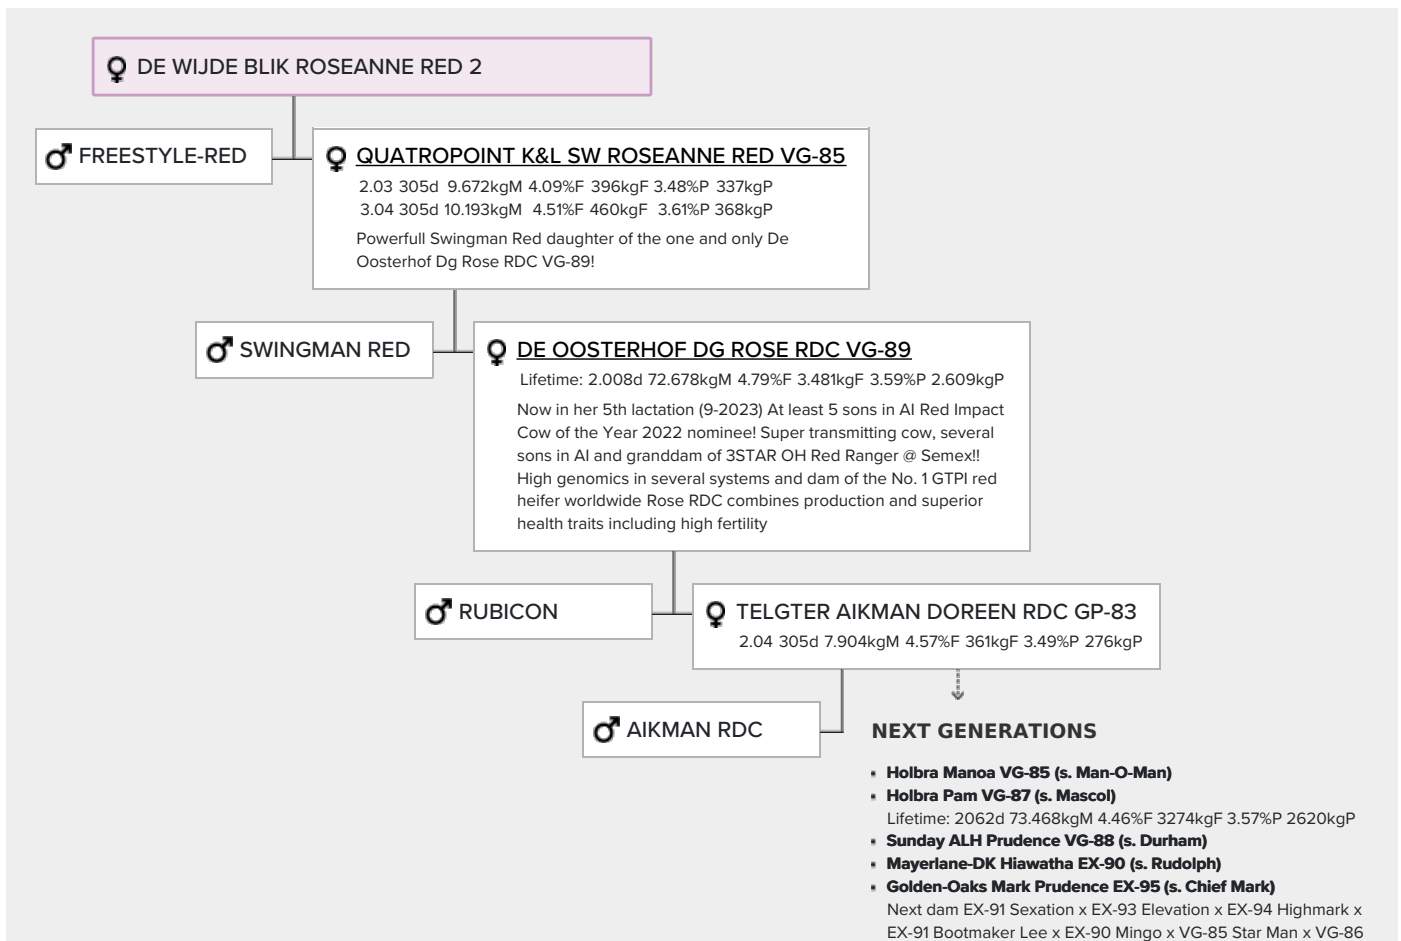 DE WIJDE BLIK ROSEANNE RED 2
FREESTYLE-RED
QUATROPOINT K&L SW ROSEANNE RED VG-85
2.03 305d 9.672kgM 4.09%F 396kgF 3.48%P 337kgP
3.04 305d 10.193kgM 4.51%F 460kgF 3.61%P 368kgP
Powerfull Swingman Red daughter of the one and only De
Oosterhof Dg Rose RDC VG-89!
SWINGMAN RED
DE OOSTERHOF DG ROSE RDC VG-89
Lifetime: 2.008d 72.678kgM 4.79%F 3.481kgF 3.59%P 2.609kgP
Now in her 5th lactation (9-2023) At least 5 sons in AI Red Impact
Cow of the Year 2022 nominee! Super transmitting cow, several
sons in AI and granddam of 3STAR OH Red Ranger @ Semex!!
High genomics in several systems and dam of the No. 1 GTPI red
heifer worldwide Rose RDC combines production and superior
health traits including high fertility
RUBICON
TELGTER AIKMAN DOREEN RDC GP-83
2.04 305d 7.904kgM 4.57%F 361kgF 3.49%P 276kgP
AIKMAN RDC
NEXT GENERATIONS
Holbra Manoa VG-85 (s. Man-O-Man)
Holbra Pam VG-87 (s. Mascol)
Lifetime: 2062d 73.468kgM 4.46%F 3274kgF 3.57%P 2620kgP
Sunday ALH Prudence VG-88 (s. Durham)
Mayerlane-DK Hiawatha EX-90 (s. Rudolph)
Golden-Oaks Mark Prudence EX-95 (s. Chief Mark)
Next dam EX-91 Sexation x EX-93 Elevation x EX-94 Highmark x
EX-91 Bootmaker Lee x EX-90 Mingo x VG-85 Star Man x VG-86